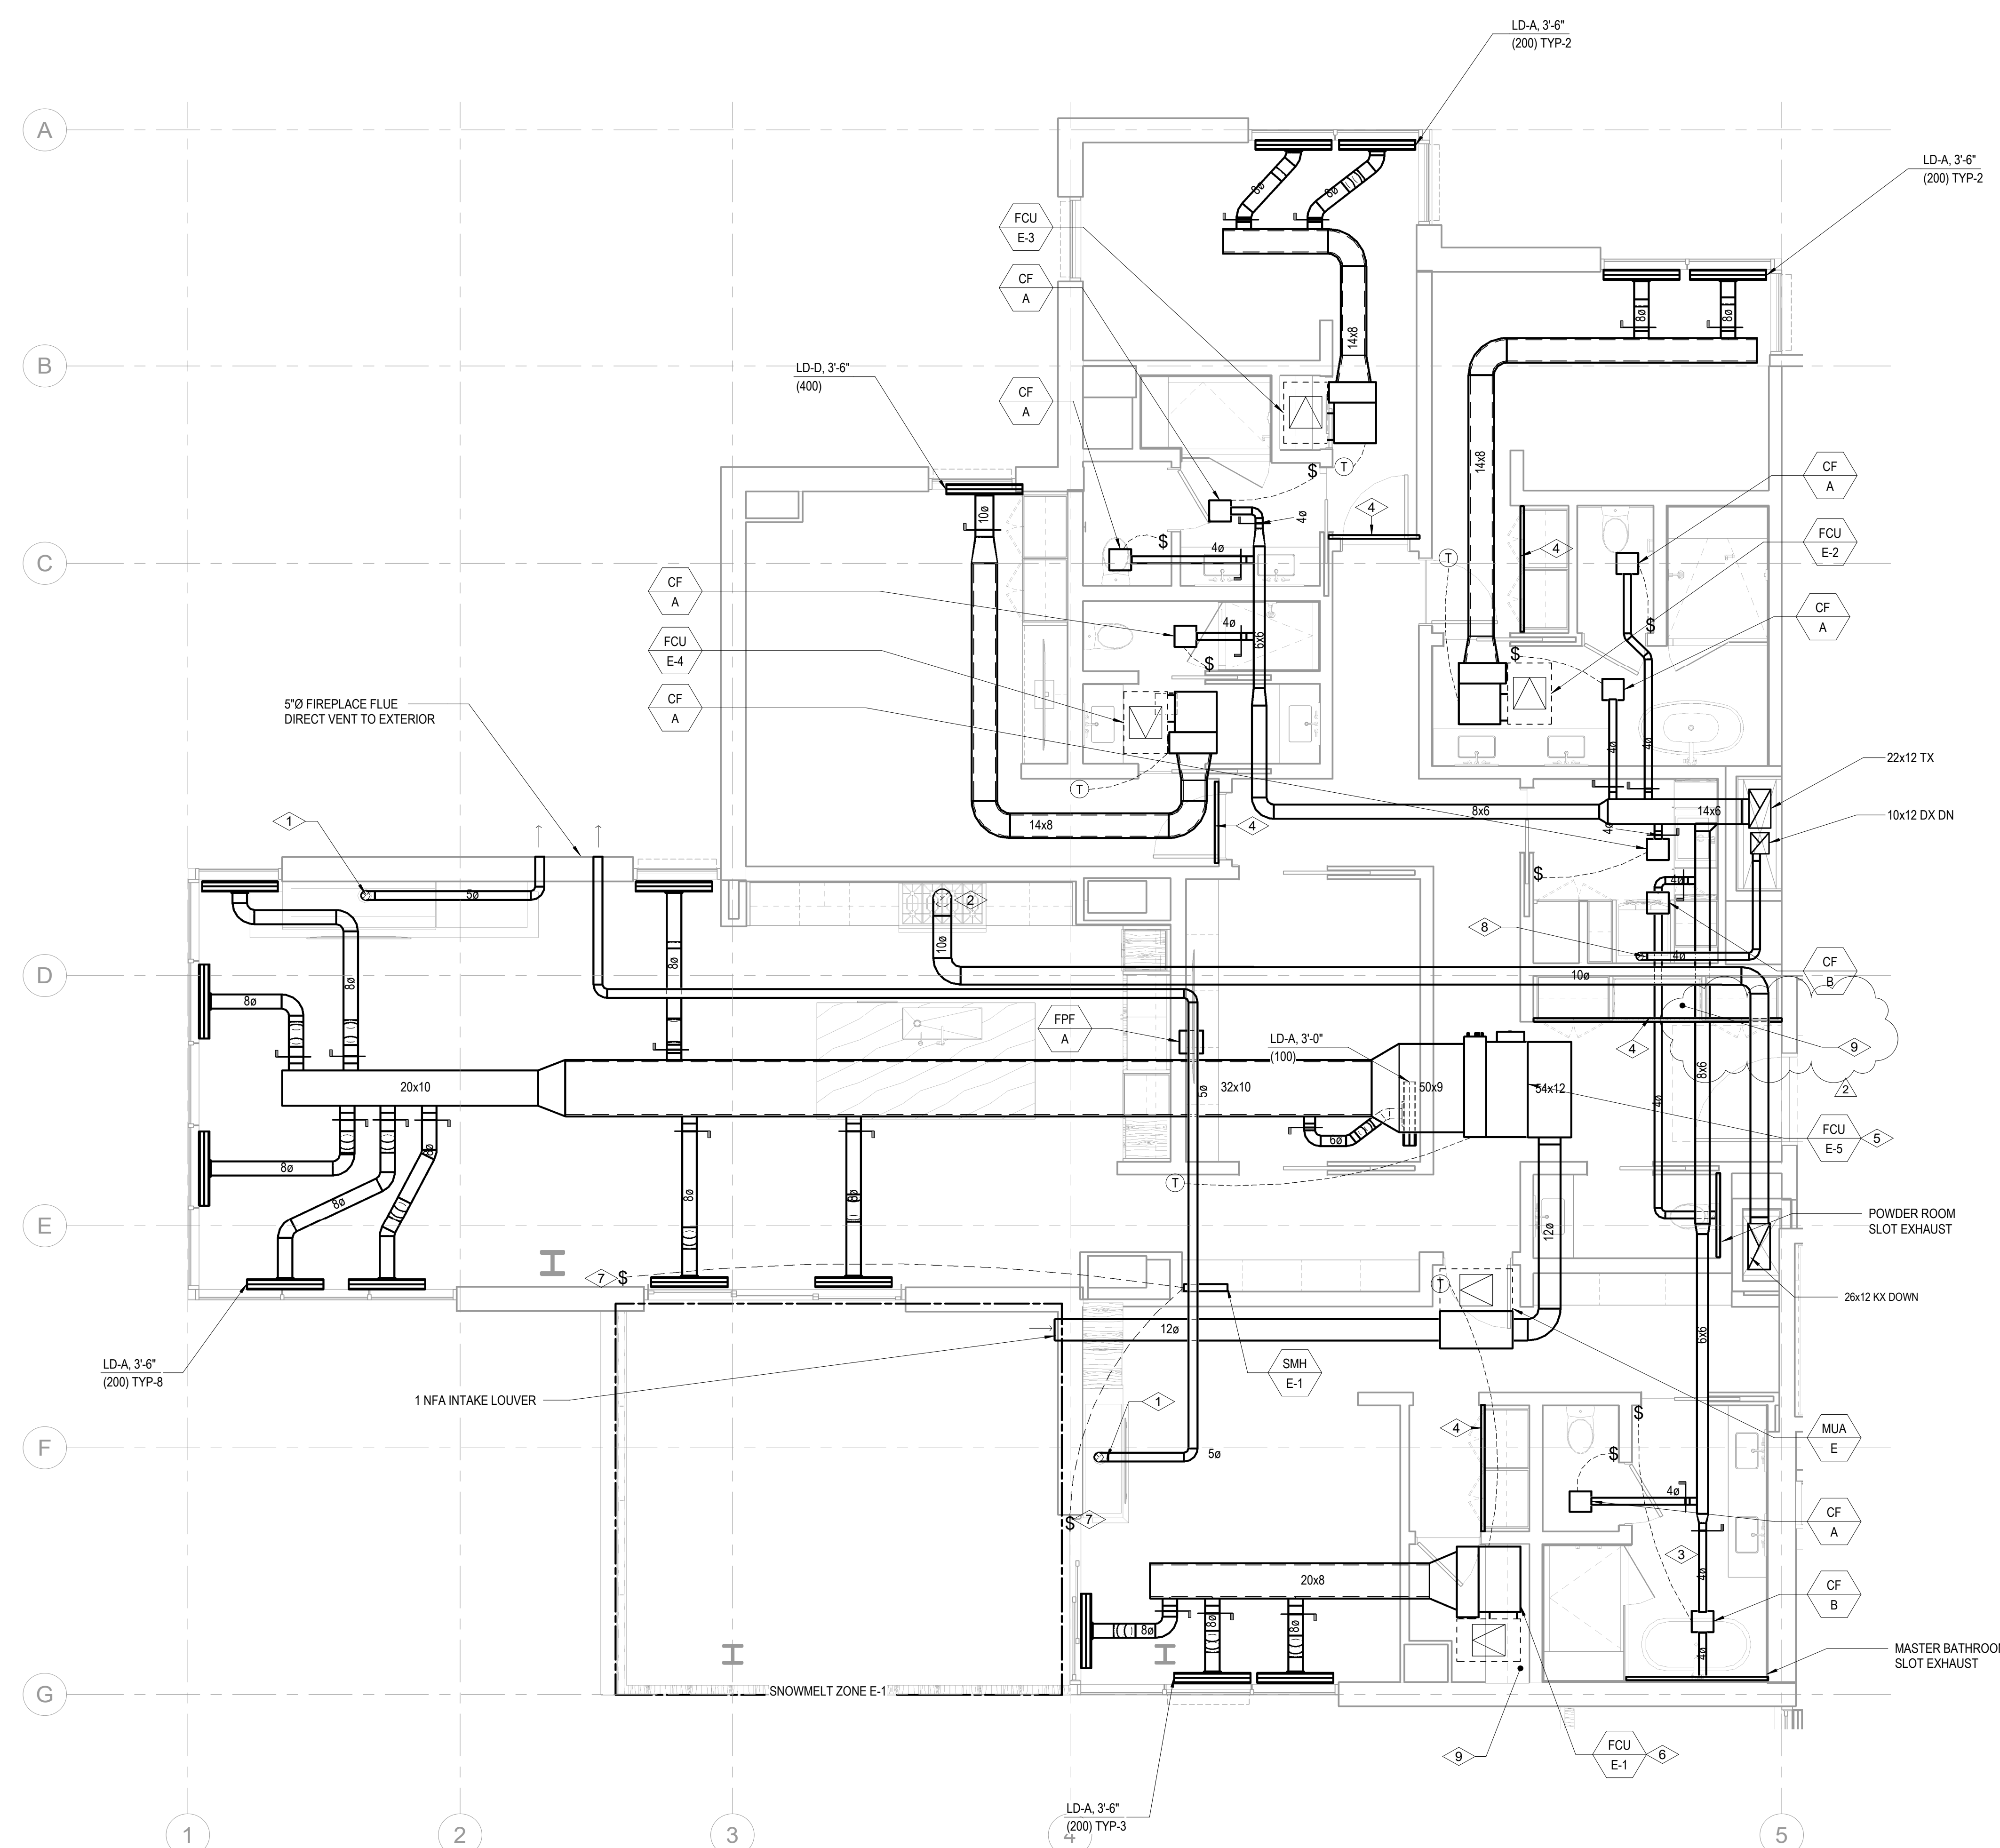 LD-A, 3'-6"
(200) TYP-2
A
LD-A, 3'-6"
(200) TYP-2
8ø
8ø
FCU
E-3
CF
A
8ø
8ø
14x8
B
LD-D, 3'-6"
(400)
CF
A
14x8
$
T
CF
A
4
10ø
4ø
$
4ø
C
FCU
E-2
T
4
CF
A
4ø
6x6
CF
A
$
FCU
E-4
$
$
CF
A
5"Ø FIREPLACE FLUE
DIRECT VENT TO EXTERIOR
4ø
4ø
22x12 TX
T
8x6
14x6
10x12 DX DN
1
14x8
4
4ø
$
4ø
5ø
2
8
10ø
4ø
CF
B
D
8ø
8ø
10ø
8ø
FPF
A
LD-A, 3'-0"
(100)
9
4
20x10
5ø
32x10
50x9
54x12
8x6
2
4ø
FCU
E-5
5
6ø
8ø
8ø
T
8ø
8ø
8ø
8ø
POWDER ROOM
SLOT EXHAUST
E
12ø
7
$
T
26x12 KX DOWN
12ø
6x6
LD-A, 3'-6"
(200) TYP-8
SMH
E-1
1 NFA INTAKE LOUVER
1
$
4
MUA
E
F
5ø
$
4ø
CF
A
$
7
3
20x8
4ø
CF
B
8ø
8ø
8ø
4ø
MASTER BATHROO
SLOT EXHAUST
G
SNOWMELT ZONE E-1
9
FCU
E-1
6
LD-A, 3'-6"
(200) TYP-3
1
2
3
4
5